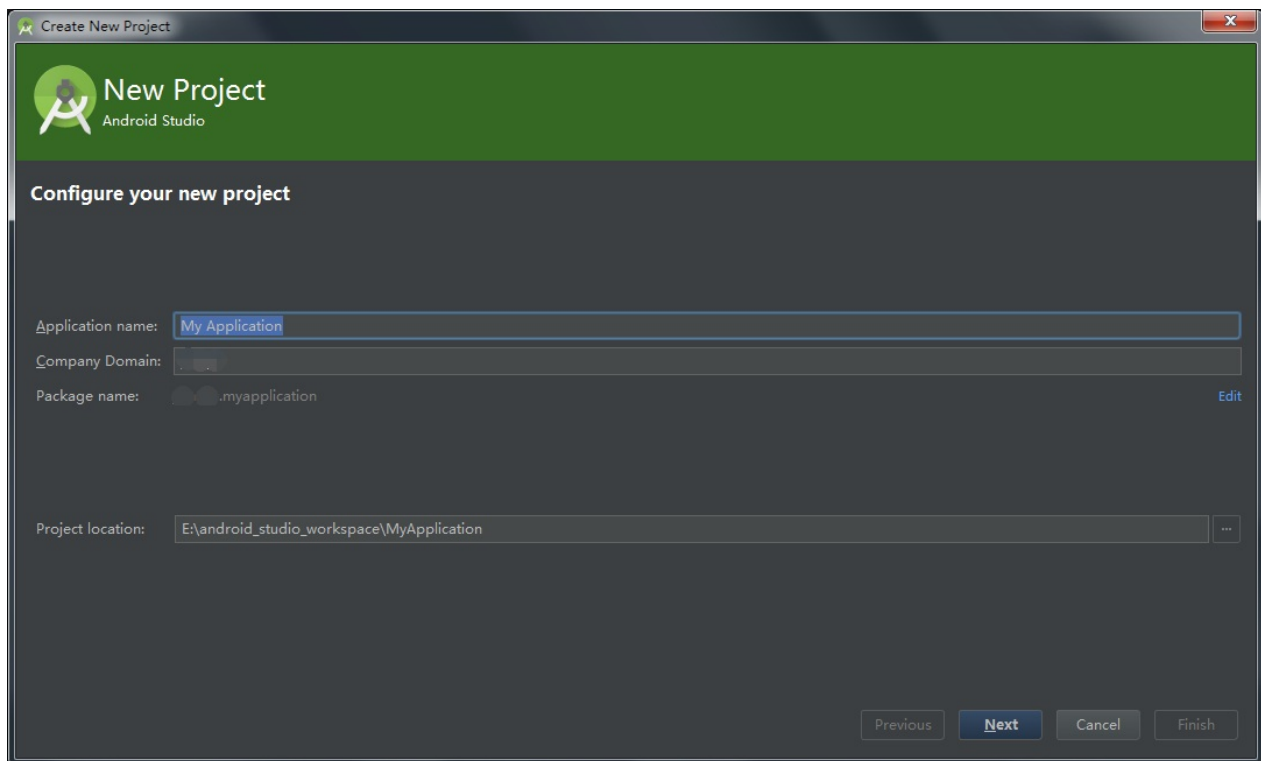 Create New Project
New Project
Android Studio
Configure your new project
Application name: My Application
Company Domain:
Package name: .myapplication Edit
Project location: E:\android_studio_workspace\MyApplication ...
Previous Next Cancel Finish